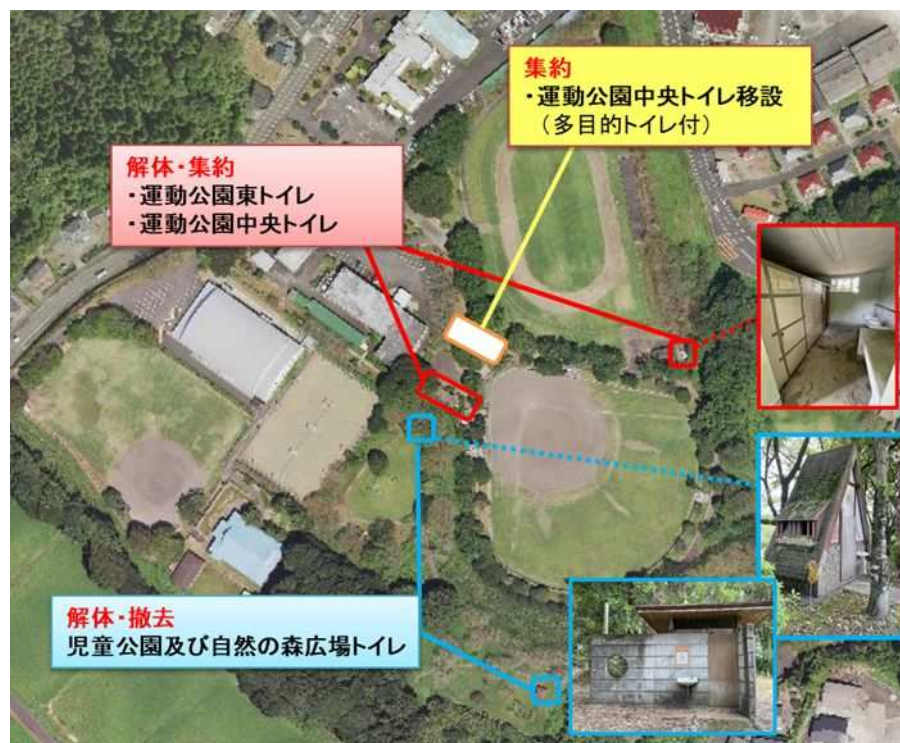 集約
・運動公園中央トイレ移設
（多目的トイレ付）
解体・集約
・運動公園東トイレ
・運動公園中央トイレ
解体・撤去
児童公園及び自然の森広場トイレ